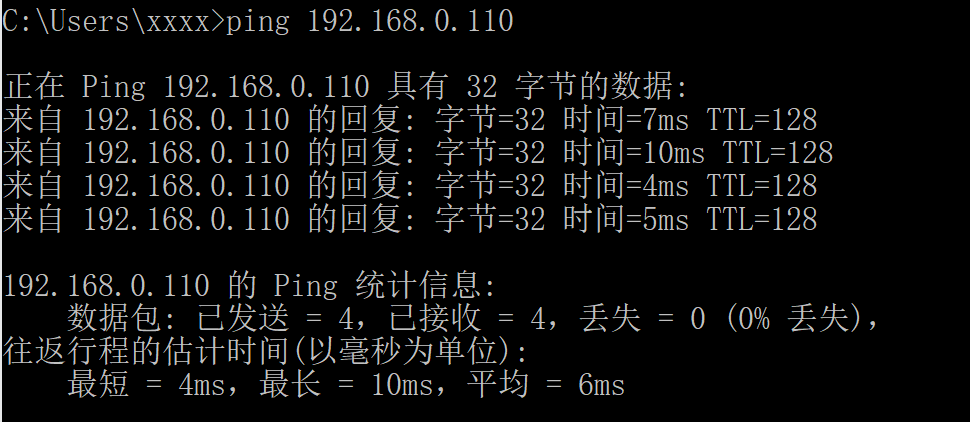 C:\Users\xxxx>ping 192.168.0.110
正在 Ping 192.168.0.110 具有 32 字节的数据:
来自 192.168.0.110 的回复: 字节=32 时间=7ms TTL=128
来自 192.168.0.110 的回复: 字节=32 时间=10ms TTL=128
来自 192.168.0.110 的回复: 字节=32 时间=4ms TTL=128
来自 192.168.0.110 的回复: 字节=32 时间=5ms TTL=128
192.168.0.110 的 Ping 统计信息:
数据包: 已发送 = 4，已接收 = 4，丢失 = 0 (0% 丢失)，
往返行程的估计时间(以毫秒为单位):
最短 = 4ms，最长 = 10ms，平均 = 6ms